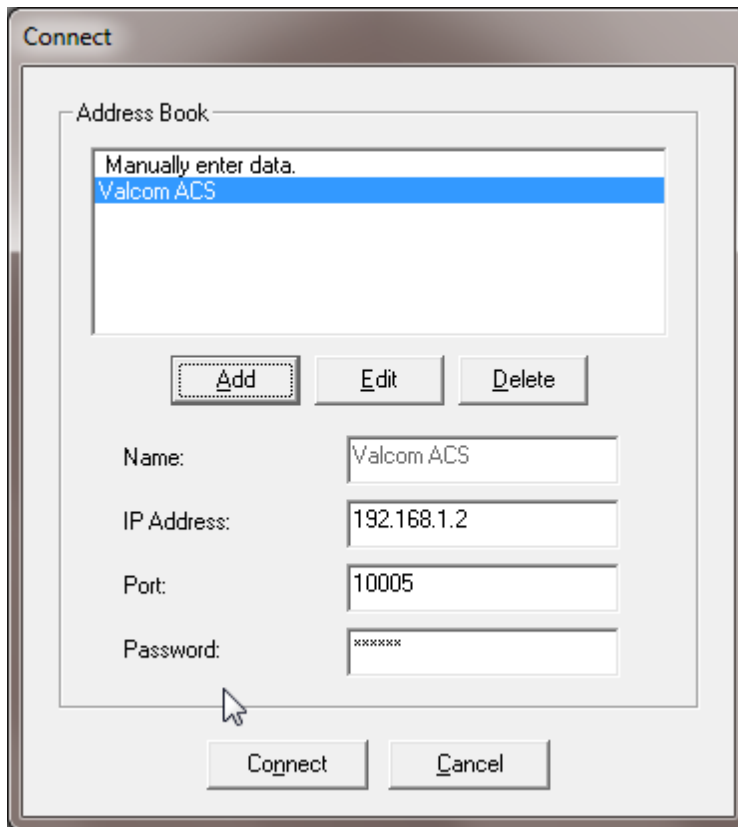 Connect
Address Book
Manually enter data.
Valcom ACS
Add Edit Delete
Name: Valcom ACS
IP Address: 192.168.1.2
Port: 10005
Password: ******
Connect Cancel